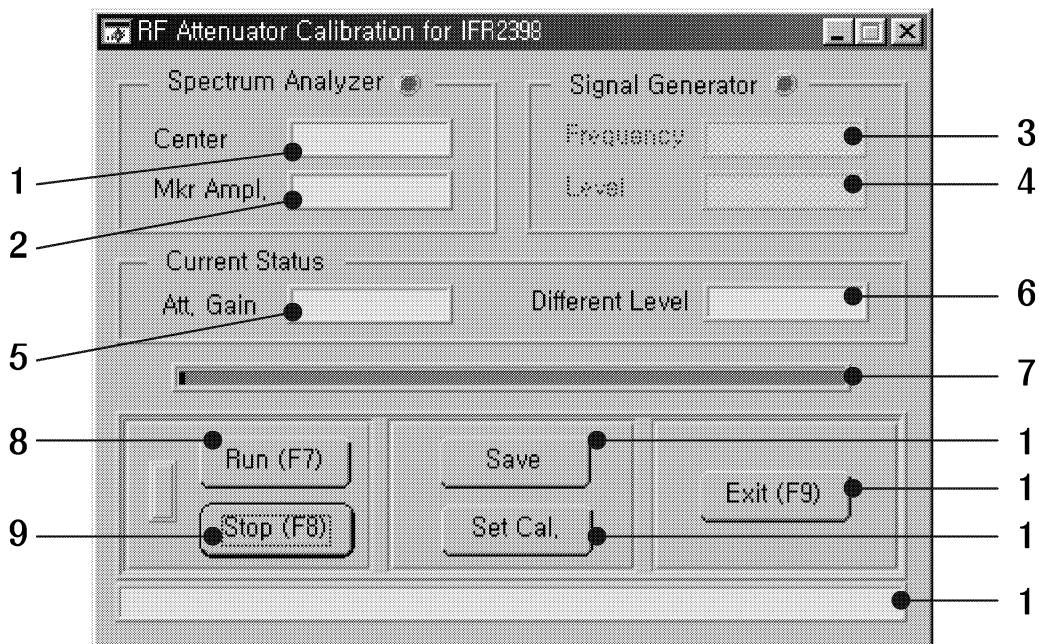 RF Attenuator Calibration for IFR2398
Spectrum Analyzer
Signal Generator
Center
Frequency
3
1
Mkr Ampl.
Level
4
2
Current Status
Att. Gain
Different Level
6
5
7
8
Run (F7)
Save
1
Exit (F9)
1
9
Stop (F8)
Set Cal.
1
1